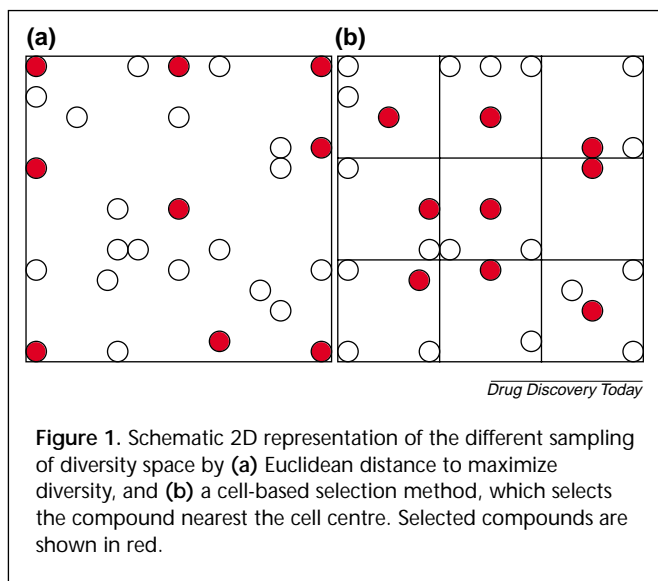 (a)
(b)
Drug Discovery Today
Figure 1. Schematic 2D representation of the different sampling
of diversity space by (a) Euclidean distance to maximize
diversity, and (b) a cell-based selection method, which selects
the compound nearest the cell centre. Selected compounds are
shown in red.